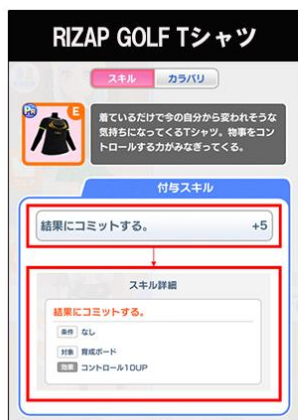 RIZAP GOLF Tシャツ
スキル カラバリ
PR E
着ているだけで今の自分から変われそうな
気持ちになってくるTシャツ。物事をコン
トロールする力がみなぎってくる。
付与スキル
結果にコミットする。 +5
スキル詳細
結果にコミットする。
条件 なし
対象 育成ボード
効果 コントロール10UP